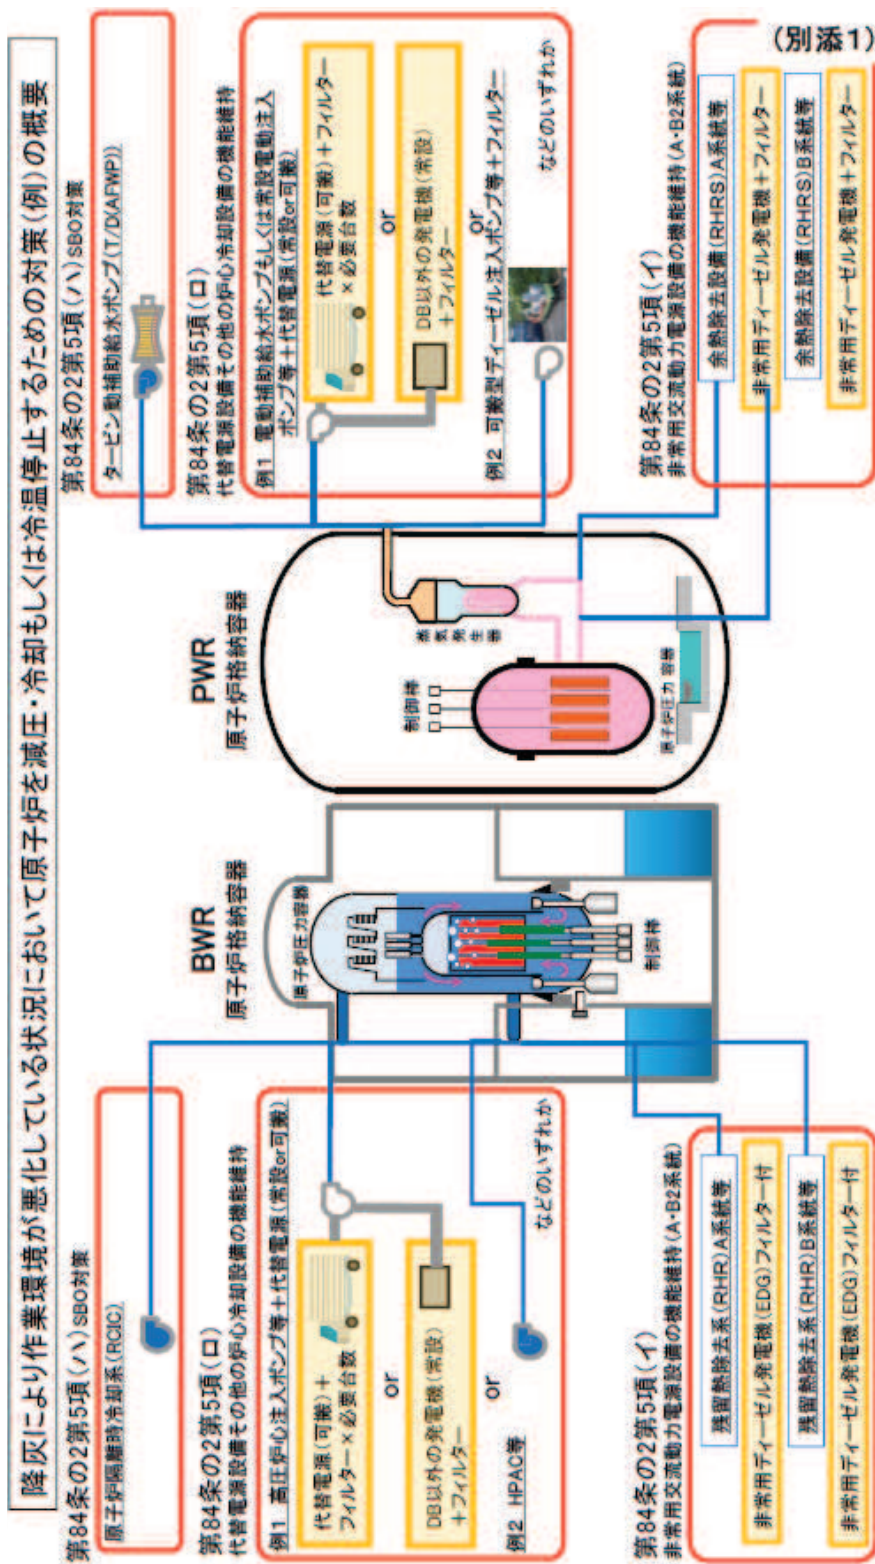 (別添1)
降灰により作業環境が悪化している状況において原子炉を減圧・冷却もしくは冷温停止するための対策(例)の概要
第84条の2第5項(ハ)SBO対策
原子炉隔離時冷却系(RCIC)
第84条の2第5項(ロ)
代替電源設備その他の炉心冷却設備の機能維持
例1 高圧炉心注入ポンプ等+代替電源(常設or可搬)
代替電源(可搬)+
フィルター×必要台数
or
DB以外の発電機(常設)
+フィルター
or
例2 HPAC等
などのいずれか
第84条の2第5項(イ)
非常用交流動力電源設備の機能維持(A・B2系統)
残留熱除去系(RHR)A系統等
非常用ディーゼル発電機(EDG)フィルター付
残留熱除去系(RHR)B系統等
非常用ディーゼル発電機(EDG)フィルター付
BWR
原子炉格納容器
原子炉圧力容器
制御棒
PWR
原子炉格納容器
制御棒
蒸気発生器
原子炉圧力容器
第84条の2第5項(ハ)SBO対策
タービン動補助給水ポンプ(T/D(AFWP))
第84条の2第5項(ロ)
代替電源設備その他の炉心冷却設備の機能維持
例1 電動補助給水ポンプもしくは常設電動注入
ポンプ等+代替電源(常設or可搬)
代替電源(可搬)+フィルター
×必要台数
or
DB以外の発電機(常設)
+フィルター
or
例2 可搬型ディーゼル注入ポンプ等+フィルター
などのいずれか
第84条の2第5項(イ)
非常用交流動力電源設備の機能維持(A・B2系統)
余熱除去設備(RHRS)A系統等
非常用ディーゼル発電機+フィルター
余熱除去設備(RHRS)B系統等
非常用ディーゼル発電機+フィルター